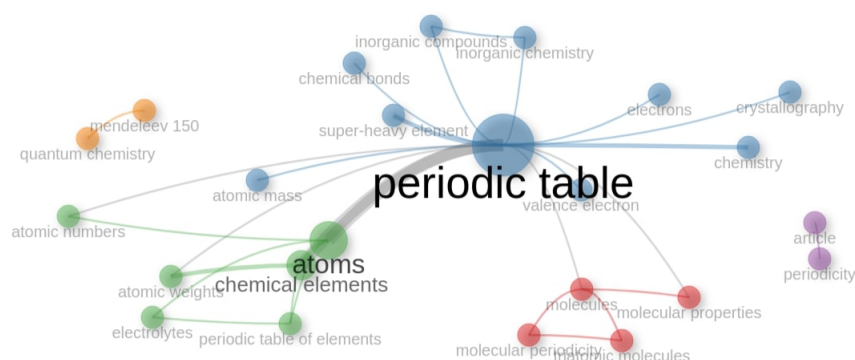 inorganic compounds
inorganic chemistry
chemical bonds
electrons
crystallography
mendeleev 150
super-heavy element
quantum chemistry
chemistry
periodic table
atomic mass
valence electron
atomic numbers
article
atoms
periodicity
chemical elements
atomic weights
molecules
molecular properties
electrolytes
periodic table of elements
molecular periodicity
molecules